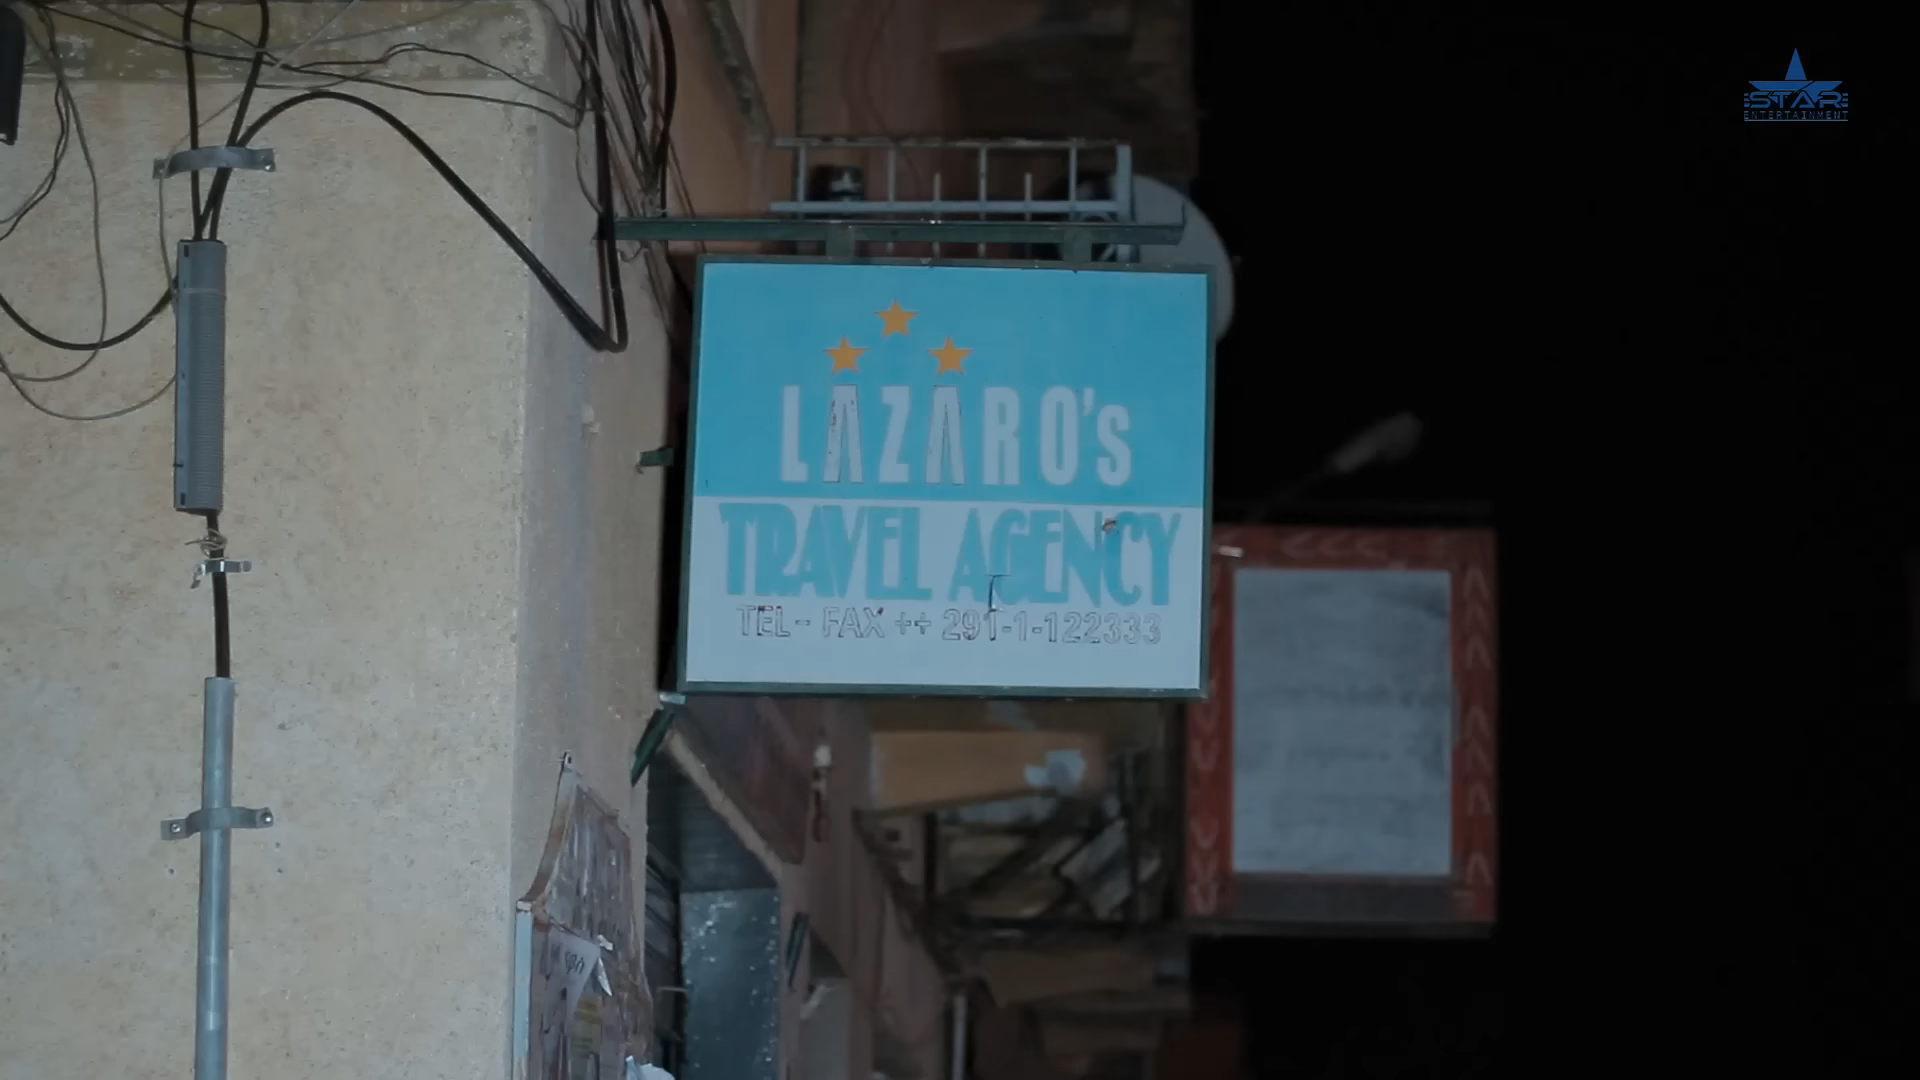 STAR
ENTERTAINMENT
LAZARO's
TRAVEL AGENCY
TEL-- FAX ++ 291-1-122333